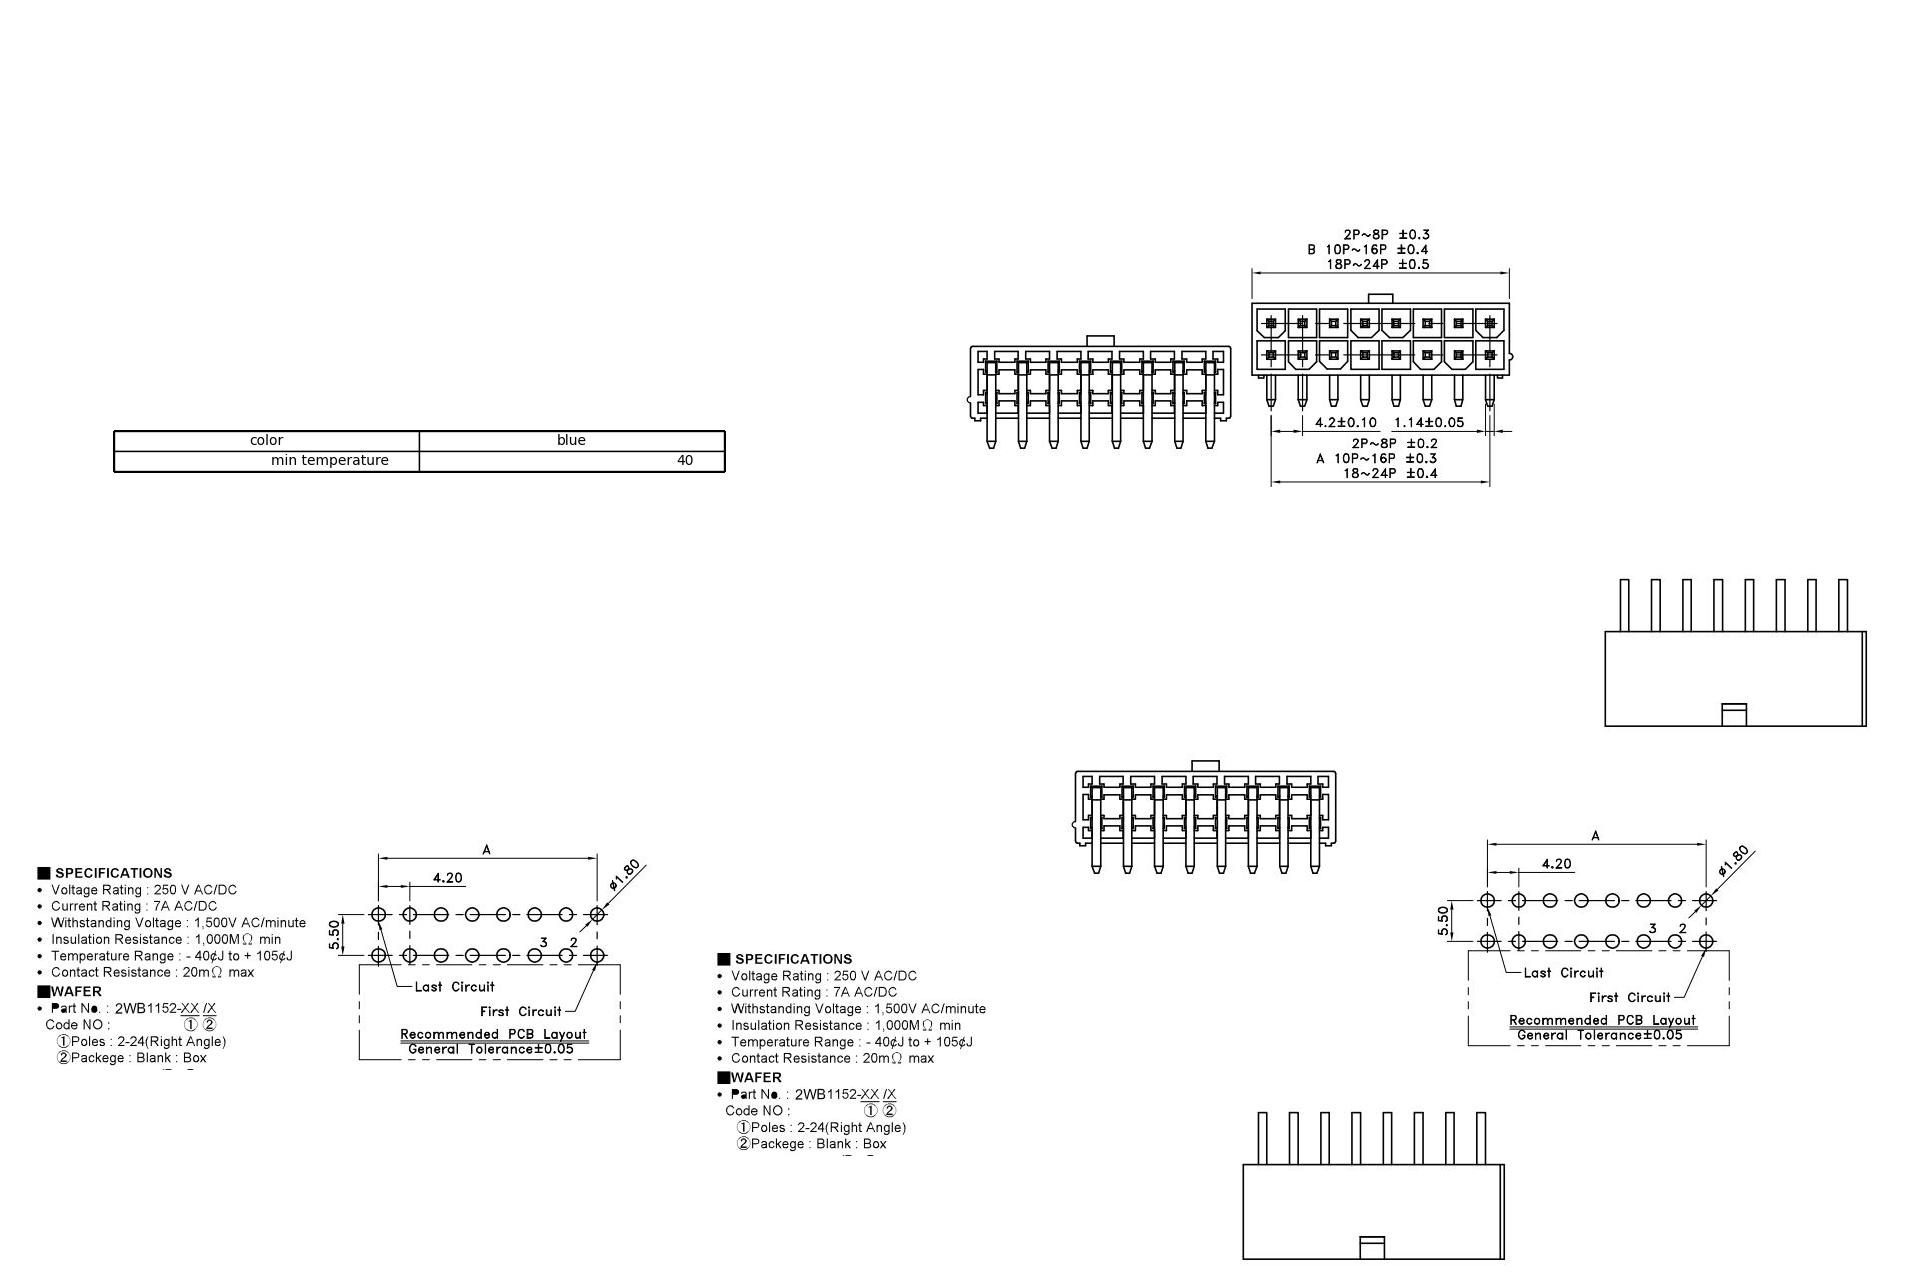 2P~8P ±0.3
B 10P~16P ±0.4
18P~24P ±0.5
4.2±0.10 1.14±0.05
2P~8P ±0.2
A 10P~16P ±0.3
18~24P ±0.4
color blue
min temperature 40
A
4.20
ø1.80
5.50
3 2
Last Circuit
First Circuit
Recommended PCB Layout
General Tolerance±0.05
■ SPECIFICATIONS
• Voltage Rating : 250 V AC/DC
• Current Rating : 7A AC/DC
• Withstanding Voltage : 1,500V AC/minute
• Insulation Resistance : 1,000MΩ min
• Temperature Range : - 40¢J to + 105¢J
• Contact Resistance : 20mΩ max
■WAFER
• Part No. : 2WB1152-XX /X
Code NO : ① ②
①Poles : 2-24(Right Angle)
②Packege : Blank : Box
■ SPECIFICATIONS
• Voltage Rating : 250 V AC/DC
• Current Rating : 7A AC/DC
• Withstanding Voltage : 1,500V AC/minute
• Insulation Resistance : 1,000MΩ min
• Temperature Range : - 40¢J to + 105¢J
• Contact Resistance : 20mΩ max
■WAFER
• Part No. : 2WB1152-XX /X
Code NO : ① ②
①Poles : 2-24(Right Angle)
②Packege : Blank : Box
A
4.20
ø1.80
5.50
3 2
Last Circuit
First Circuit
Recommended PCB Layout
General Tolerance±0.05